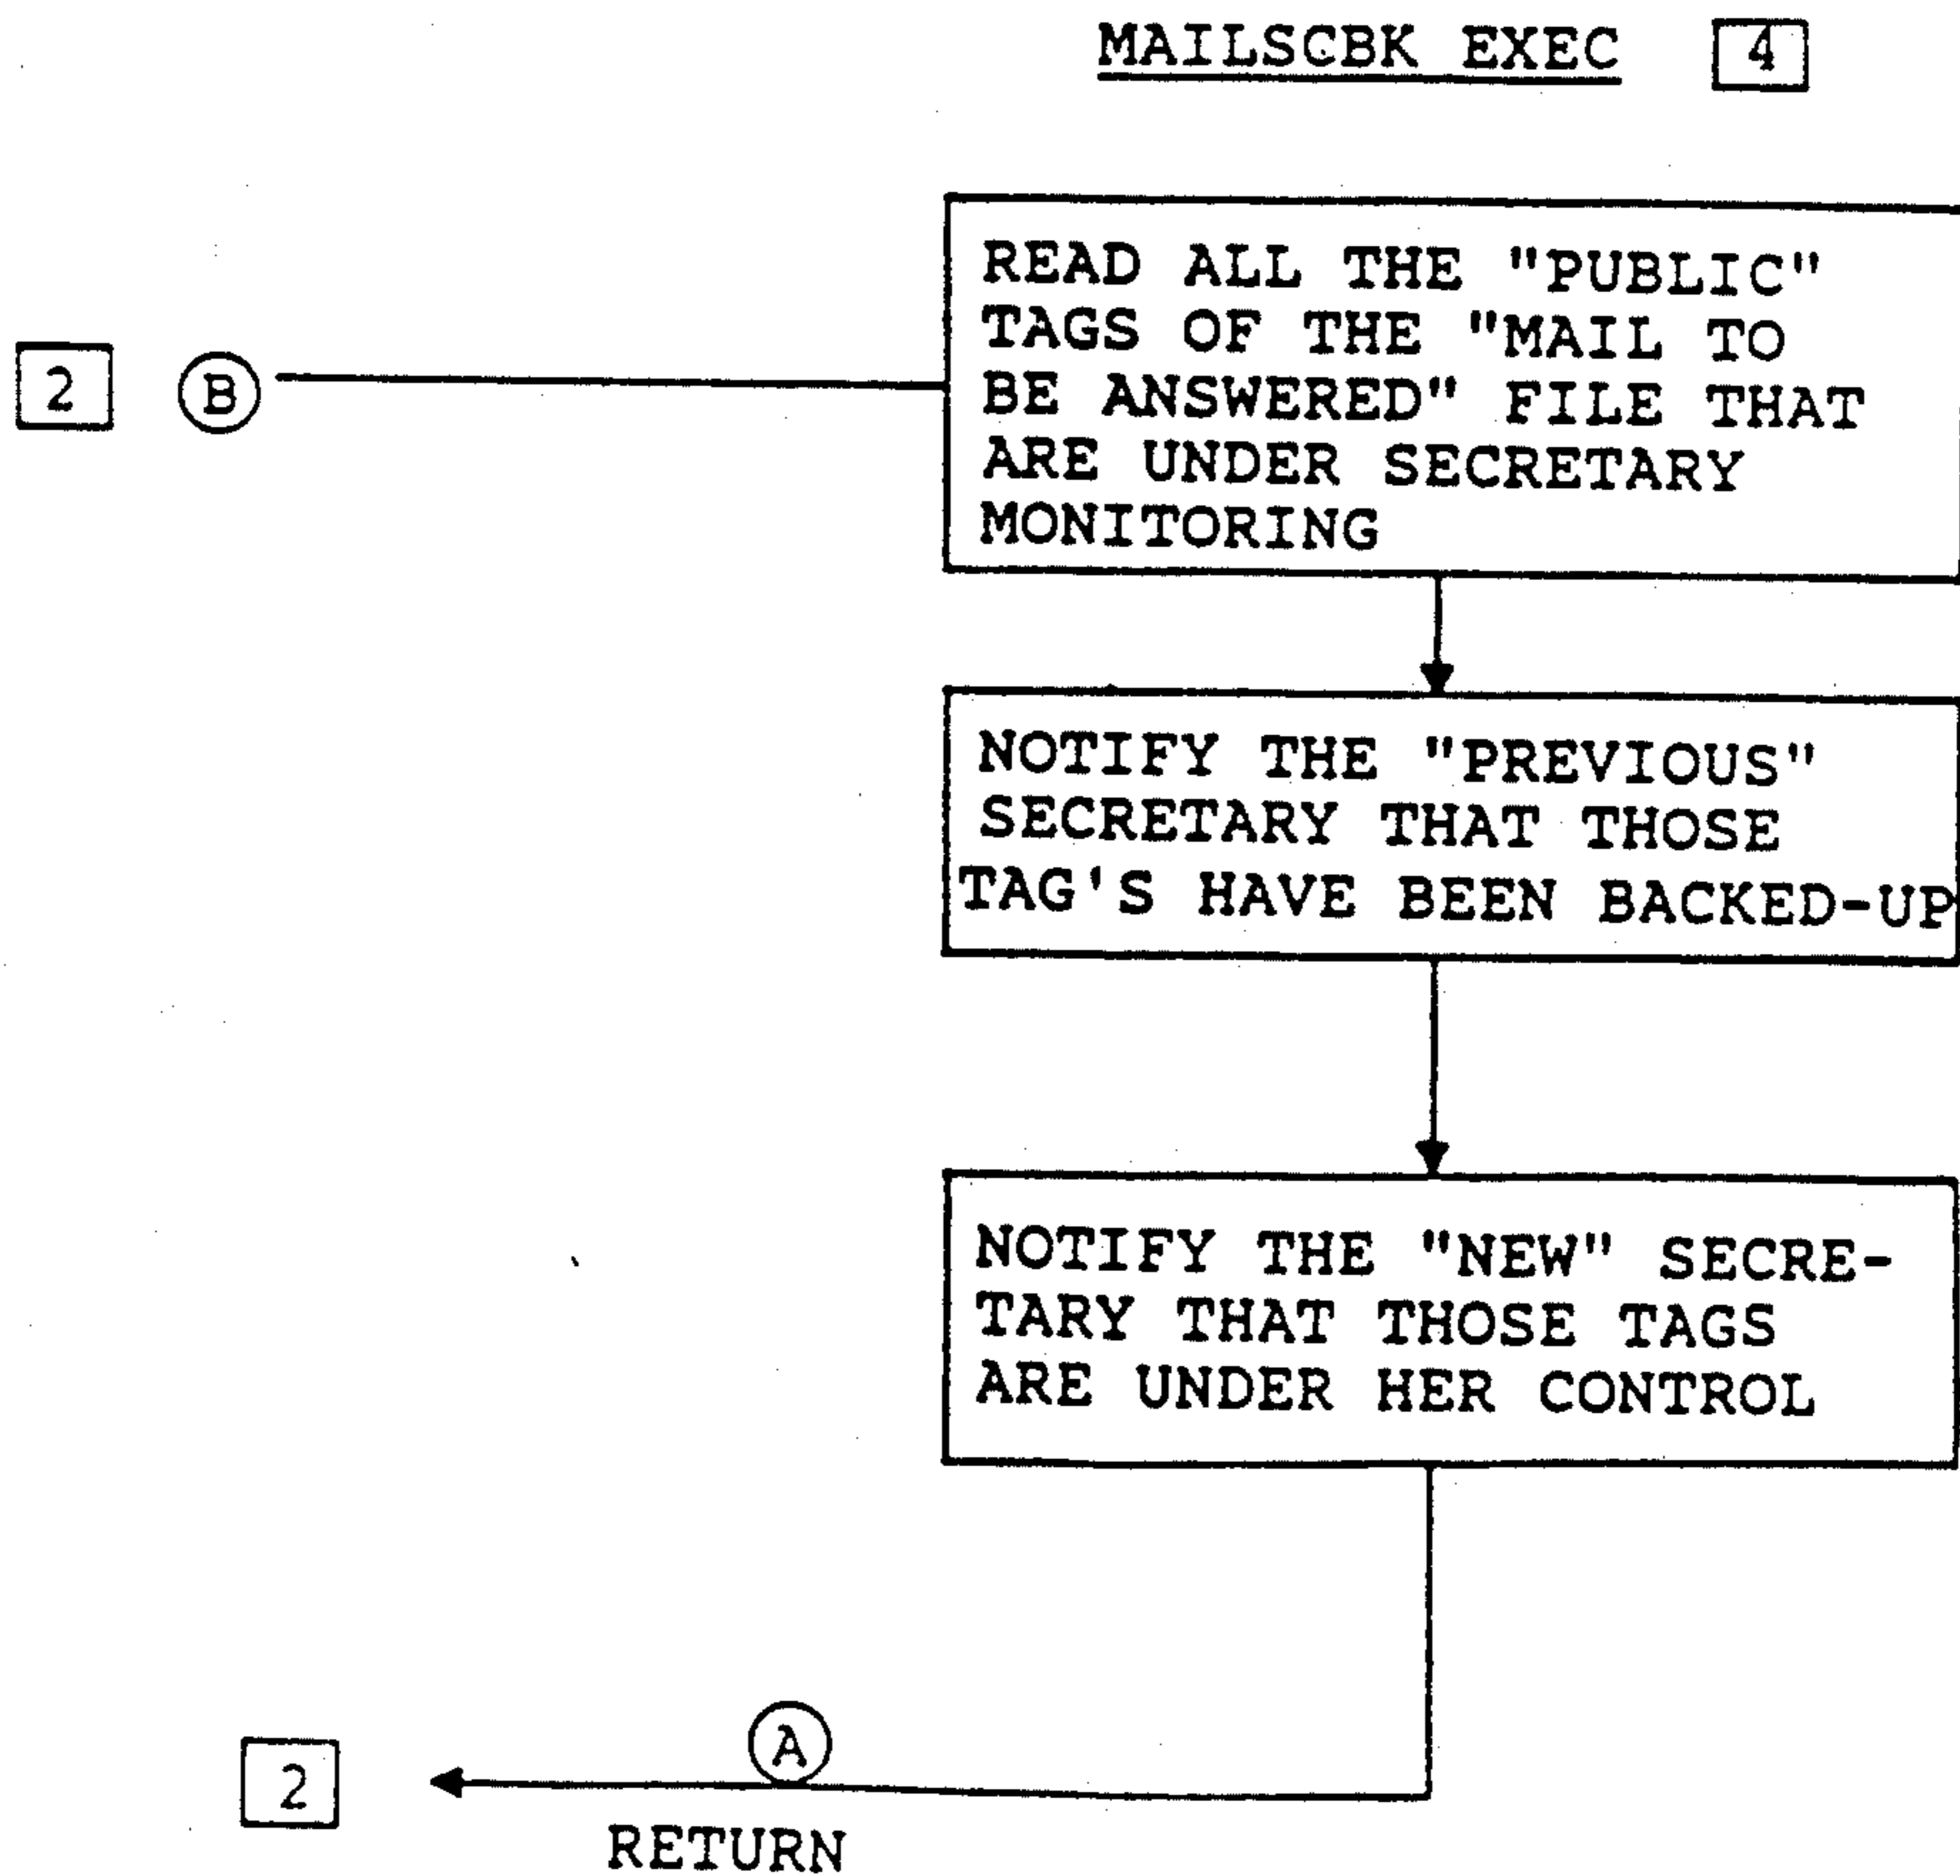 MAILSCBK EXEC 4
READ ALL THE "PUBLIC"
TAGS OF THE "MAIL TO
BE ANSWERED" FILE THAT
ARE UNDER SECRETARY
MONITORING
2 B
NOTIFY THE "PREVIOUS"
SECRETARY THAT THOSE
TAG'S HAVE BEEN BACKED-UP
NOTIFY THE "NEW" SECRE-
TARY THAT THOSE TAGS
ARE UNDER HER CONTROL
A
2
RETURN